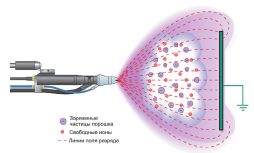 Заряженные
частицы порошка
Свободные ионы
Линии поля разряда